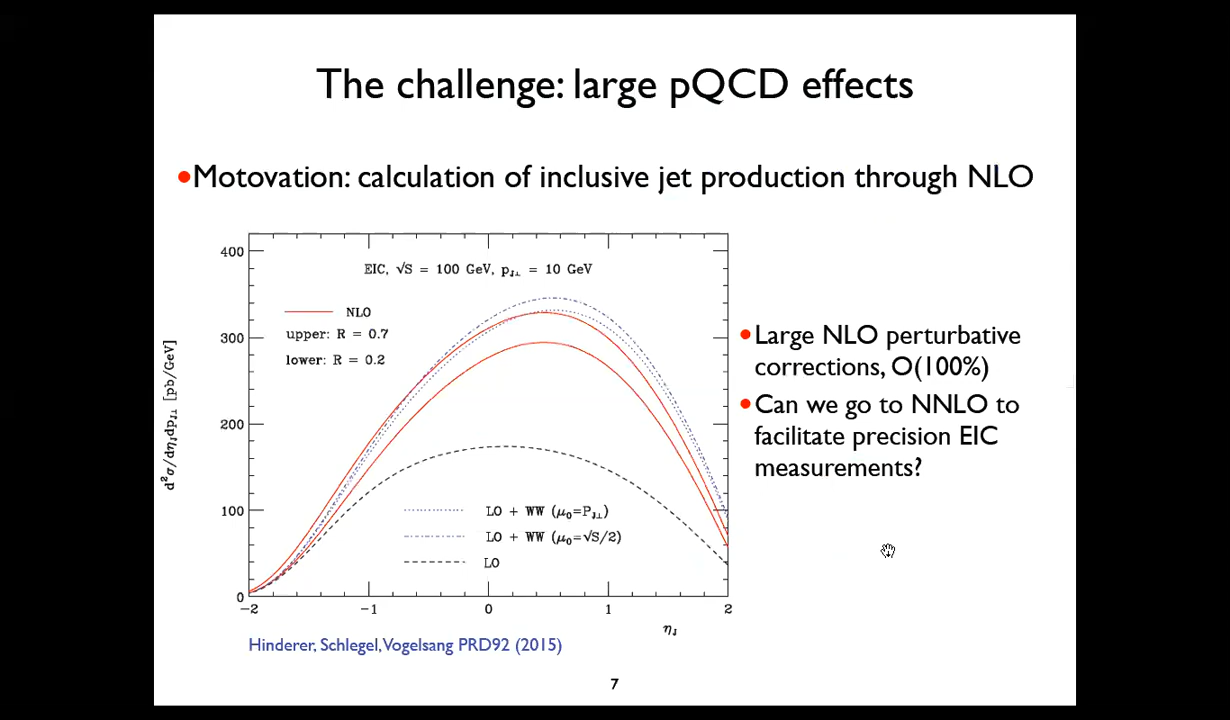 The challenge: large pQCD effects
•Motovation: calculation of inclusive jet production through NLO
400
300
200
100
0
d²σ/dη_J dp_J⊥ [pb/GeV]
EIC, √S = 100 GeV, p_J⊥ = 10 GeV
NLO
upper: R = 0.7
lower: R = 0.2
LO + WW (μ₀=P_J⊥)
LO + WW (μ₀=√S/2)
LO
−2 −1 0 1 2
η_J
•Large NLO perturbative
corrections, O(100%)
•Can we go to NNLO to
facilitate precision EIC
measurements?
Hinderer, Schlegel, Vogelsang PRD92 (2015)
7